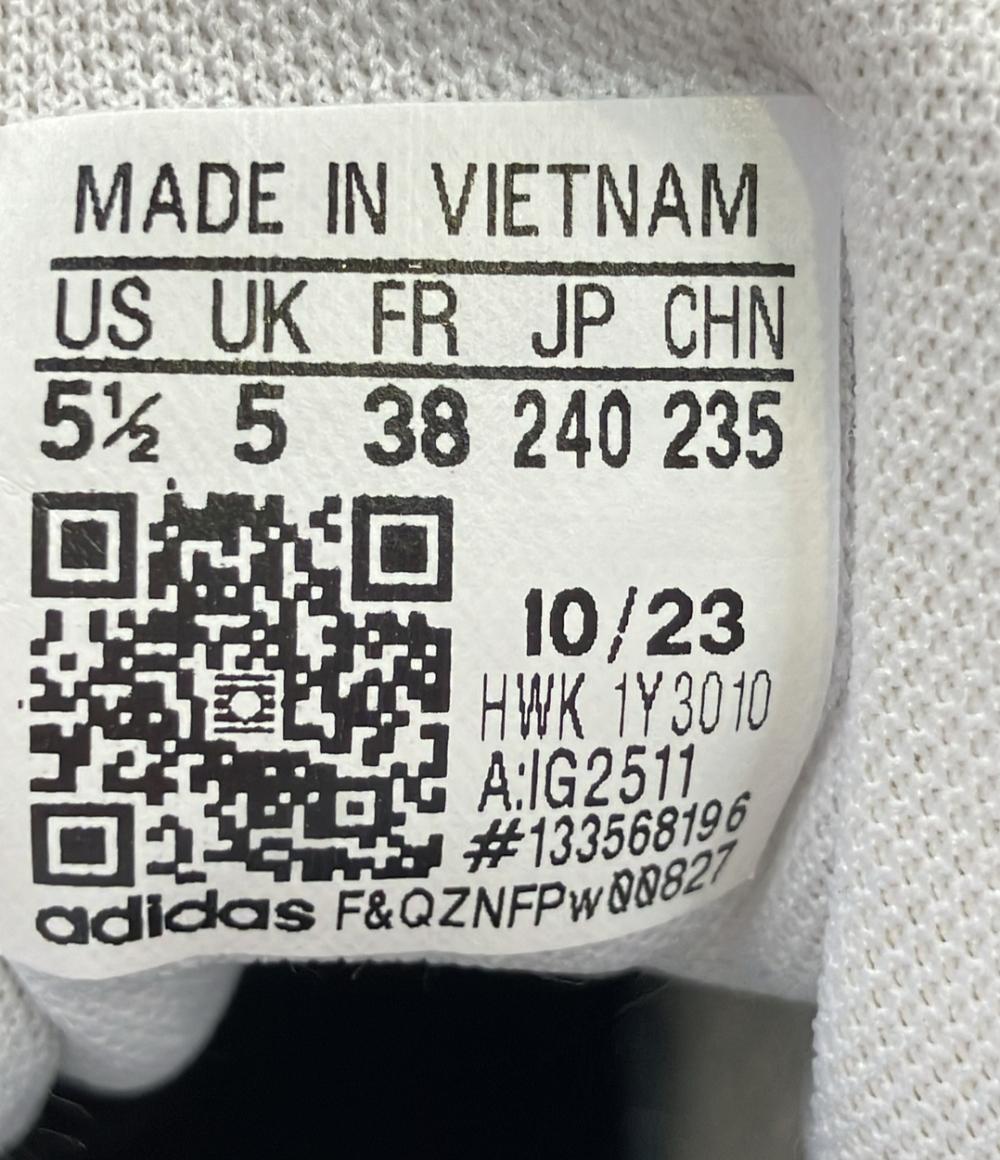 MADE IN VIETNAM
US UK FR JP CHN
5½ 5 38 240 235
10/23
HWK 1Y3010
A:IG2511
#133568196
adidas F&QZNFPw00827